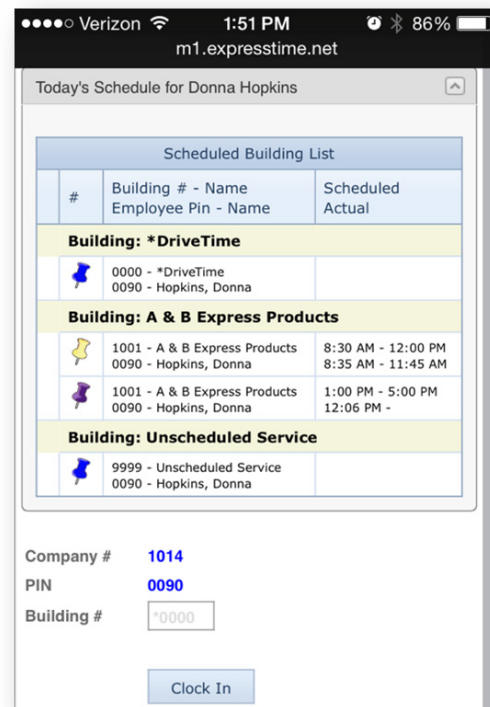 Verizon 1:51 PM 86%
m1.expresstime.net
Today's Schedule for Donna Hopkins
Scheduled Building List
# Building # - Name Scheduled
Employee Pin - Name Actual
Building: *DriveTime
0000 - *DriveTime
0090 - Hopkins, Donna
Building: A & B Express Products
1001 - A & B Express Products 8:30 AM - 12:00 PM
0090 - Hopkins, Donna 8:35 AM - 11:45 AM
1001 - A & B Express Products 1:00 PM - 5:00 PM
0090 - Hopkins, Donna 12:06 PM -
Building: Unscheduled Service
9999 - Unscheduled Service
0090 - Hopkins, Donna
Company # 1014
PIN 0090
Building # *0000
Clock In